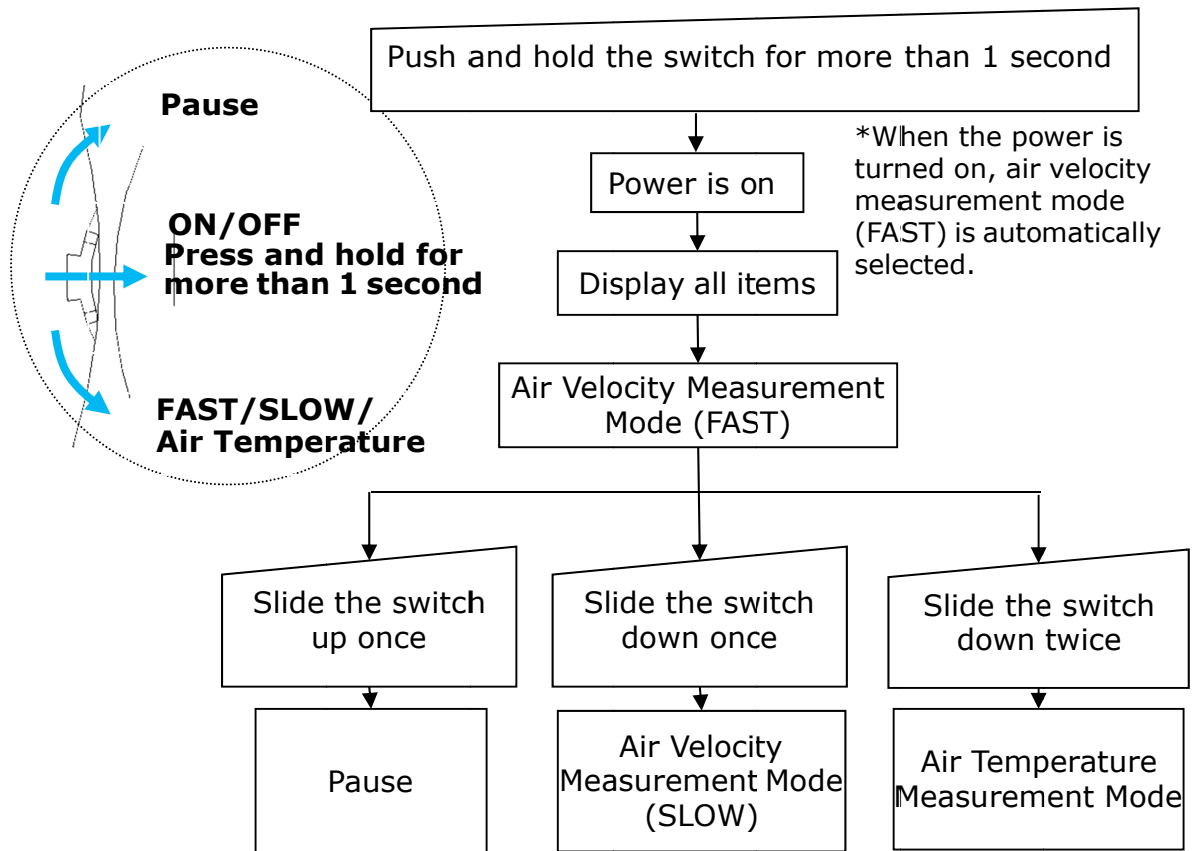 Push and hold the switch for more than 1 second
Pause
ON/OFF
Press and hold for
more than 1 second
FAST/SLOW/
Air Temperature
*When the power is
turned on, air velocity
measurement mode
(FAST) is automatically
selected.
Power is on
Display all items
Air Velocity Measurement
Mode (FAST)
Slide the switch
up once
Slide the switch
down once
Slide the switch
down twice
Pause
Air Velocity
Measurement Mode
(SLOW)
Air Temperature
Measurement Mode